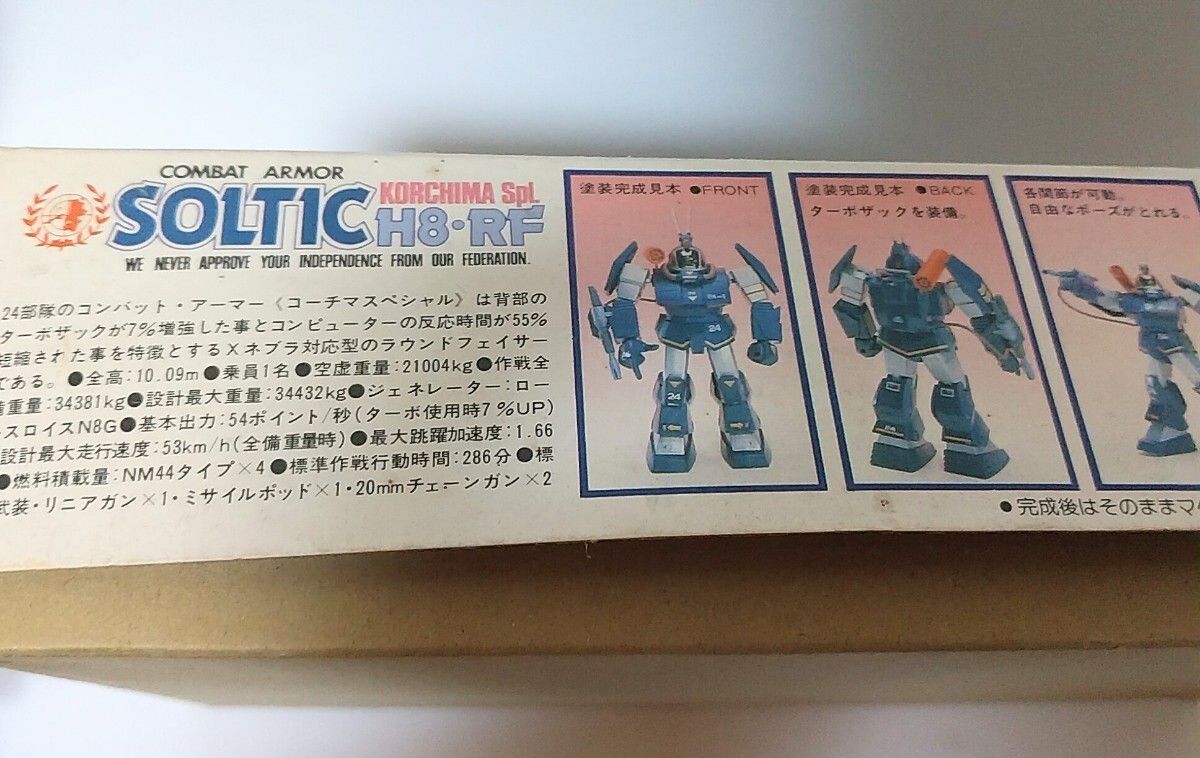 COMBAT ARMOR
SOLTIC
KORCHIMA SpL
H8・RF
WE NEVER APPROVE YOUR INDEPENDENCE FROM OUR FEDERATION.
24部隊のコンバット・アーマー《コーチマスペシャル》は背部の
ターボザックが7%増強した事とコンピューターの反応時間が55%
短縮された事を特徴とするXネブラ対応型のラウンドフェイサー
である。●全高:10.09m●乗員1名●空虚重量:21004kg●作戦全
備重量:34381kg●設計最大重量:34432kg●ジェネレーター:ロー
スロイスN8G●基本出力:54ポイント/秒(ターボ使用時7%UP)
設計最大走行速度:53km/h(全備重量時)●最大跳躍加速度:1.66
●燃料積載量:NM44タイプ×4●標準作戦行動時間:286分●標
武装・リニアガン×1・ミサイルポッド×1・20mmチェーンガン×2
塗装完成見本 ●FRONT
24
24
塗装完成見本 ●BACK
ターボザックを装備。
各関節が可動。
自由なポーズがとれる。
●完成後はそのままマ